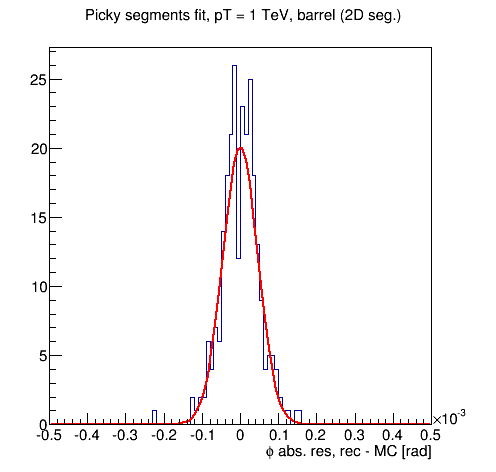 Picky segments fit, pT = 1 TeV, barrel (2D seg.)
25
20
15
10
5
0
-0.5 -0.4 -0.3 -0.2 -0.1 0 0.1 0.2 0.3 0.4 0.5
×10⁻³
ϕ abs. res, rec - MC [rad]